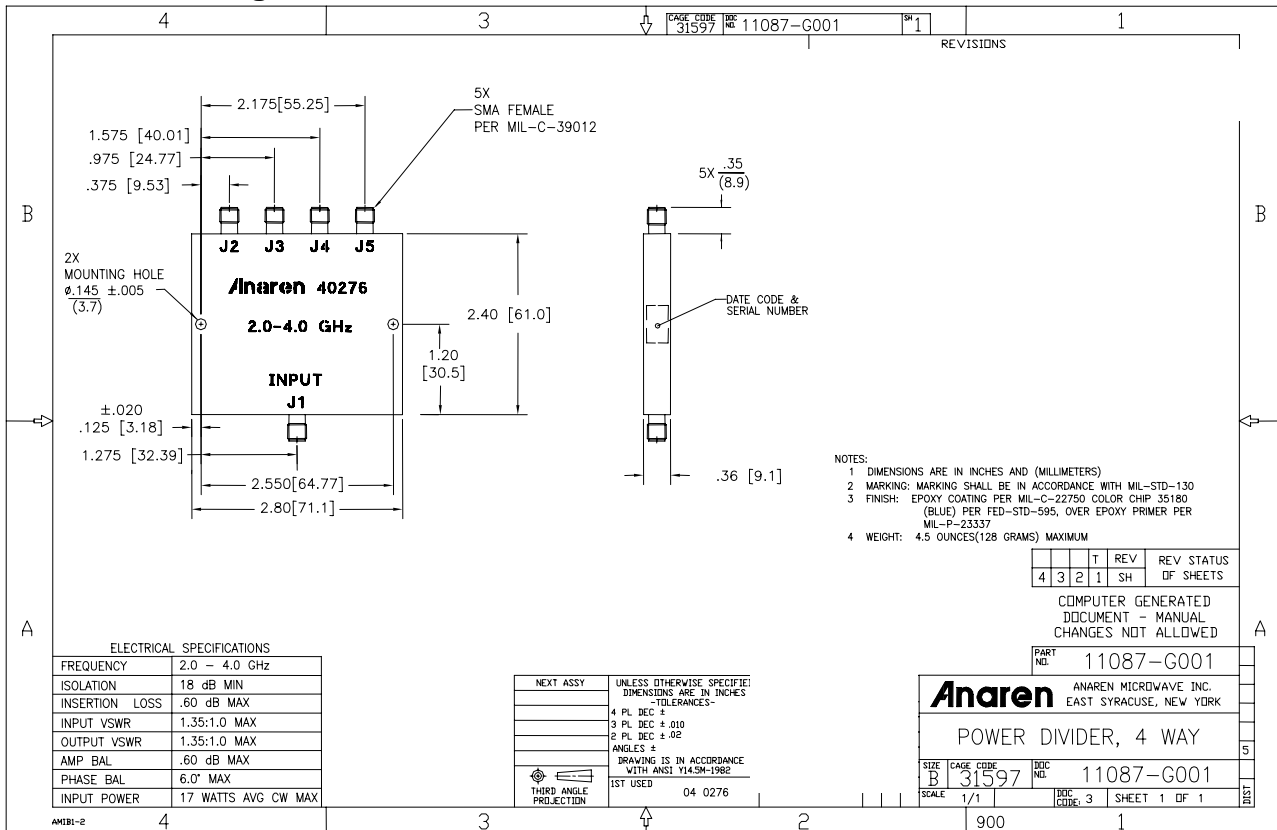 4
3
CAGE CODE
31597
DOC
NO.
11087-G001
SH
1
1
REVISIONS
2.175[55.25]
1.575 [40.01]
.975 [24.77]
.375 [9.53]
5X
SMA FEMALE
PER MIL-C-39012
5X .35
(8.9)
B
B
J2 J3 J4 J5
2X
MOUNTING HOLE
ø.145 ±.005
(3.7)
Anaren 40276
2.0-4.0 GHz
INPUT
J1
2.40 [61.0]
1.20
[30.5]
DATE CODE &
SERIAL NUMBER
±.020
.125 [3.18]
1.275 [32.39]
2.550[64.77]
2.80[71.1]
.36 [9.1]
NOTES:
1 DIMENSIONS ARE IN INCHES AND (MILLIMETERS)
2 MARKING: MARKING SHALL BE IN ACCORDANCE WITH MIL-STD-130
3 FINISH: EPOXY COATING PER MIL-C-22750 COLOR CHIP 35180
(BLUE) PER FED-STD-595, OVER EPOXY PRIMER PER
MIL-P-23337
4 WEIGHT: 4.5 OUNCES(128 GRAMS) MAXIMUM
T REV REV STATUS
4 3 2 1 SH OF SHEETS
COMPUTER GENERATED
DOCUMENT - MANUAL
CHANGES NOT ALLOWED
A
A
ELECTRICAL SPECIFICATIONS
FREQUENCY 2.0 - 4.0 GHz
ISOLATION 18 dB MIN
INSERTION LOSS .60 dB MAX
INPUT VSWR 1.35:1.0 MAX
OUTPUT VSWR 1.35:1.0 MAX
AMP BAL .60 dB MAX
PHASE BAL 6.0° MAX
INPUT POWER 17 WATTS AVG CW MAX
NEXT ASSY
THIRD ANGLE
PROJECTION
UNLESS OTHERWISE SPECIFIE
DIMENSIONS ARE IN INCHES
-TOLERANCES-
4 PL DEC ±
3 PL DEC ± .010
2 PL DEC ± .02
ANGLES ±
DRAWING IS IN ACCORDANCE
WITH ANSI Y14.5M-1982
1ST USED
04 0276
PART
NO.
11087-G001
Anaren
ANAREN MICROWAVE INC.
EAST SYRACUSE, NEW YORK
POWER DIVIDER, 4 WAY
SIZE
B
CAGE CODE
31597
DOC
NO.
11087-G001
SCALE 1/1
DOC
CODE: 3
SHEET 1 OF 1
5
DIST
AMIB1-2
4
3
2
900
1